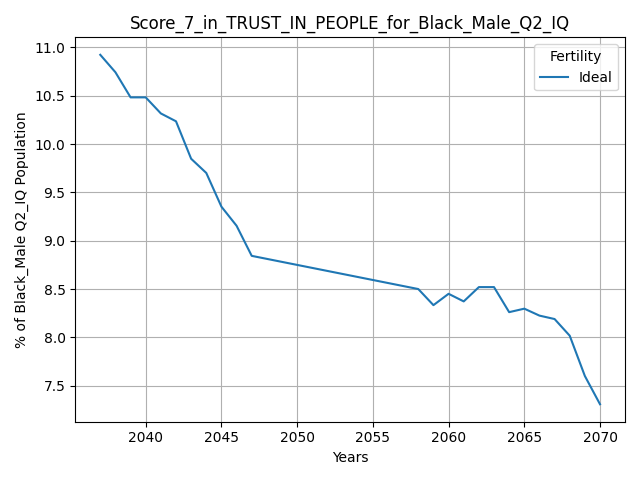 Score_7_in_TRUST_IN_PEOPLE_for_Black_Male_Q2_IQ
Fertility
Ideal
% of Black_Male Q2_IQ Population
11.0
10.5
10.0
9.5
9.0
8.5
8.0
7.5
2040 2045 2050 2055 2060 2065 2070
Years